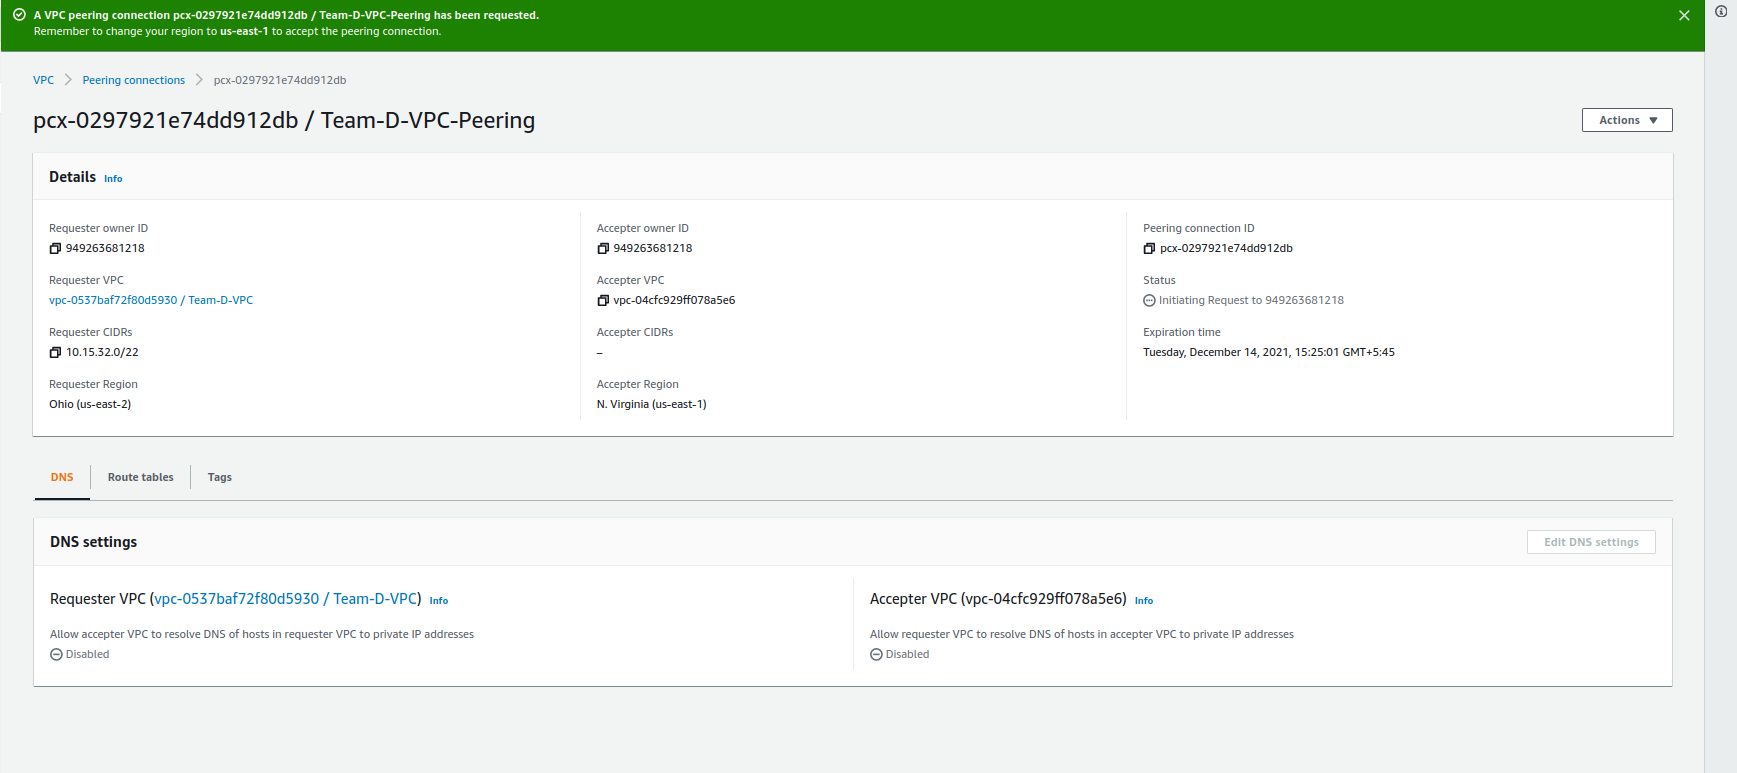 A VPC peering connection pcx-0297921e74dd912db / Team-D-VPC-Peering has been requested.
Remember to change your region to us-east-1 to accept the peering connection.
VPC
Peering connections
pcx-0297921e74dd912db
pcx-0297921e74dd912db / Team-D-VPC-Peering
Actions
Details Info
Requester owner ID
949263681218
Requester VPC
vpc-0537baf72f80d5930 / Team-D-VPC
Requester CIDRs
10.15.32.0/22
Requester Region
Ohio (us-east-2)
Accepter owner ID
949263681218
Accepter VPC
vpc-04cfc929ff078a5e6
Accepter CIDRs
–
Accepter Region
N. Virginia (us-east-1)
Peering connection ID
pcx-0297921e74dd912db
Status
Initiating Request to 949263681218
Expiration time
Tuesday, December 14, 2021, 15:25:01 GMT+5:45
DNS
Route tables
Tags
DNS settings
Edit DNS settings
Requester VPC (vpc-0537baf72f80d5930 / Team-D-VPC) Info
Allow accepter VPC to resolve DNS of hosts in requester VPC to private IP addresses
Disabled
Accepter VPC (vpc-04cfc929ff078a5e6) Info
Allow requester VPC to resolve DNS of hosts in accepter VPC to private IP addresses
Disabled